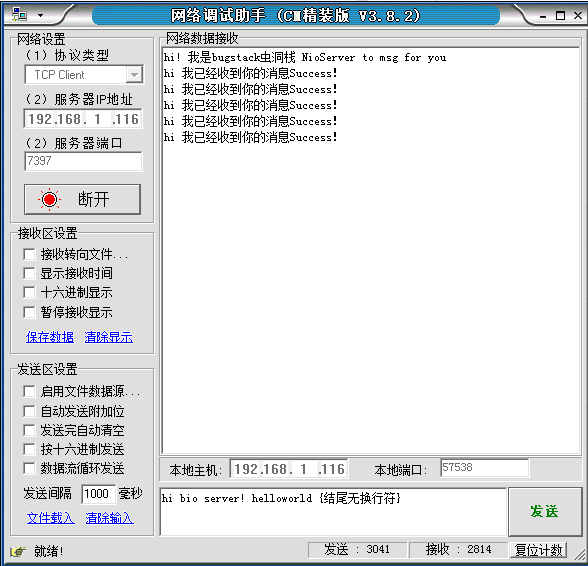 网络调试助手 (CM精装版 V3.8.2)
网络设置
(1) 协议类型
TCP Client
(2) 服务器IP地址
192.168. 1 .116
(2) 服务器端口
7397
断开
接收区设置
接收转向文件...
显示接收时间
十六进制显示
暂停接收显示
保存数据 清除显示
发送区设置
启用文件数据源...
自动发送附加位
发送完自动清空
按十六进制发送
数据流循环发送
发送间隔 1000 毫秒
文件载入 清除输入
网络数据接收
hi! 我是bugstack虫洞栈 NioServer to msg for you
hi 我已经收到你的消息Success!
hi 我已经收到你的消息Success!
hi 我已经收到你的消息Success!
hi 我已经收到你的消息Success!
hi 我已经收到你的消息Success!
本地主机: 192.168. 1 .116 本地端口: 57538
hi bio server! helloword {结尾无换行符}
发送
就绪! 发送 : 3041 接收 : 2814 复位计数